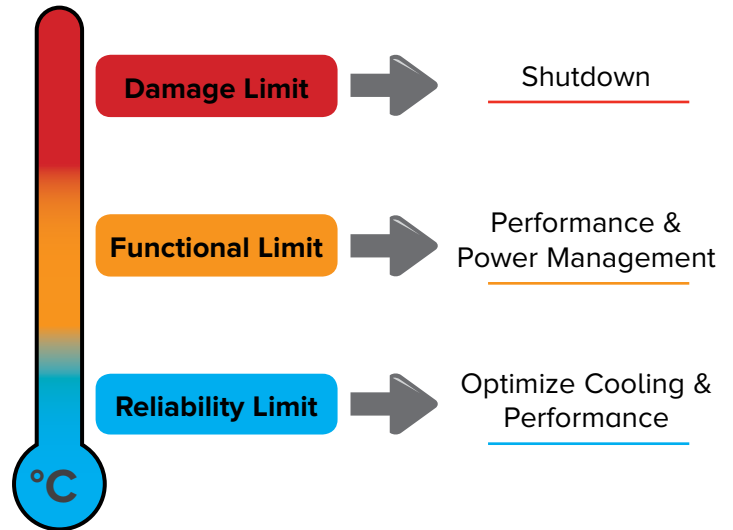 Damage Limit
Shutdown
Functional Limit
Performance &
Power Management
Reliability Limit
Optimize Cooling &
Performance
°C